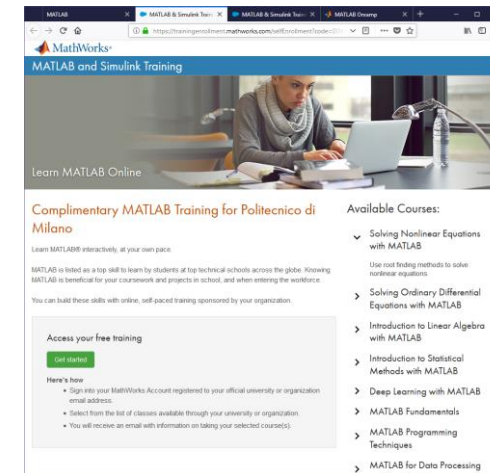 MATLAB
MATLAB & Simulink Train
MATLAB & Simulink Train
MATLAB Onramp
https://trainingenrollment.mathworks.com/selfEnrollment?code=
MathWorks®
MATLAB and Simulink Training
Learn MATLAB Online
Complimentary MATLAB Training for Politecnico di
Milano
Learn MATLAB® interactively, at your own pace.
MATLAB is listed as a top skill to learn by students at top technical schools across the globe. Knowing
MATLAB is beneficial for your coursework and projects in school, and when entering the workforce.
You can build these skills with online, self-paced training sponsored by your organization.
Access your free training
Get started
Here's how
Sign into your MathWorks Account registered to your official university or organization
email address.
Select from the list of classes available through your university or organization.
You will receive an email with information on taking your selected course(s).
Available Courses:
Solving Nonlinear Equations
with MATLAB
Use root finding methods to solve
nonlinear equations
Solving Ordinary Differential
Equations with MATLAB
Introduction to Linear Algebra
with MATLAB
Introduction to Statistical
Methods with MATLAB
Deep Learning with MATLAB
MATLAB Fundamentals
MATLAB Programming
Techniques
MATLAB for Data Processing